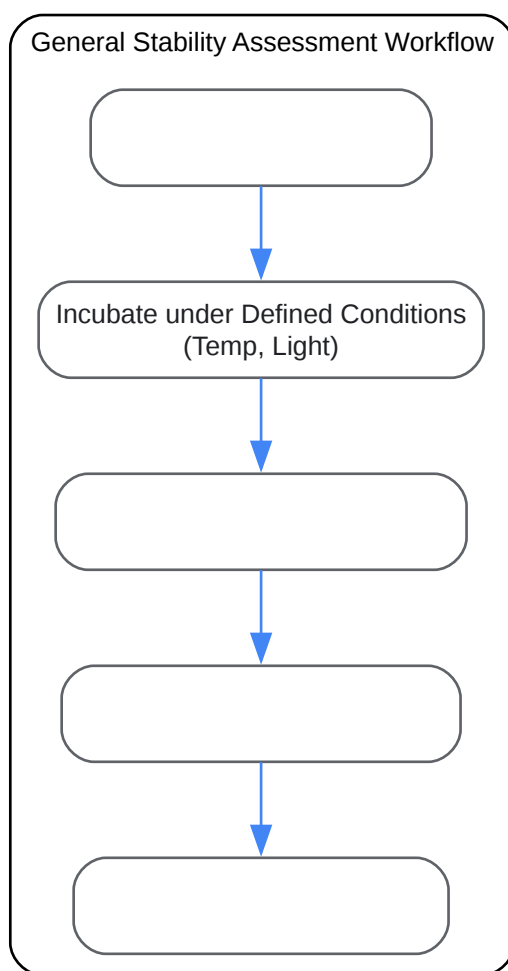 General Stability Assessment Workflow
Incubate under Defined Conditions
(Temp, Light)